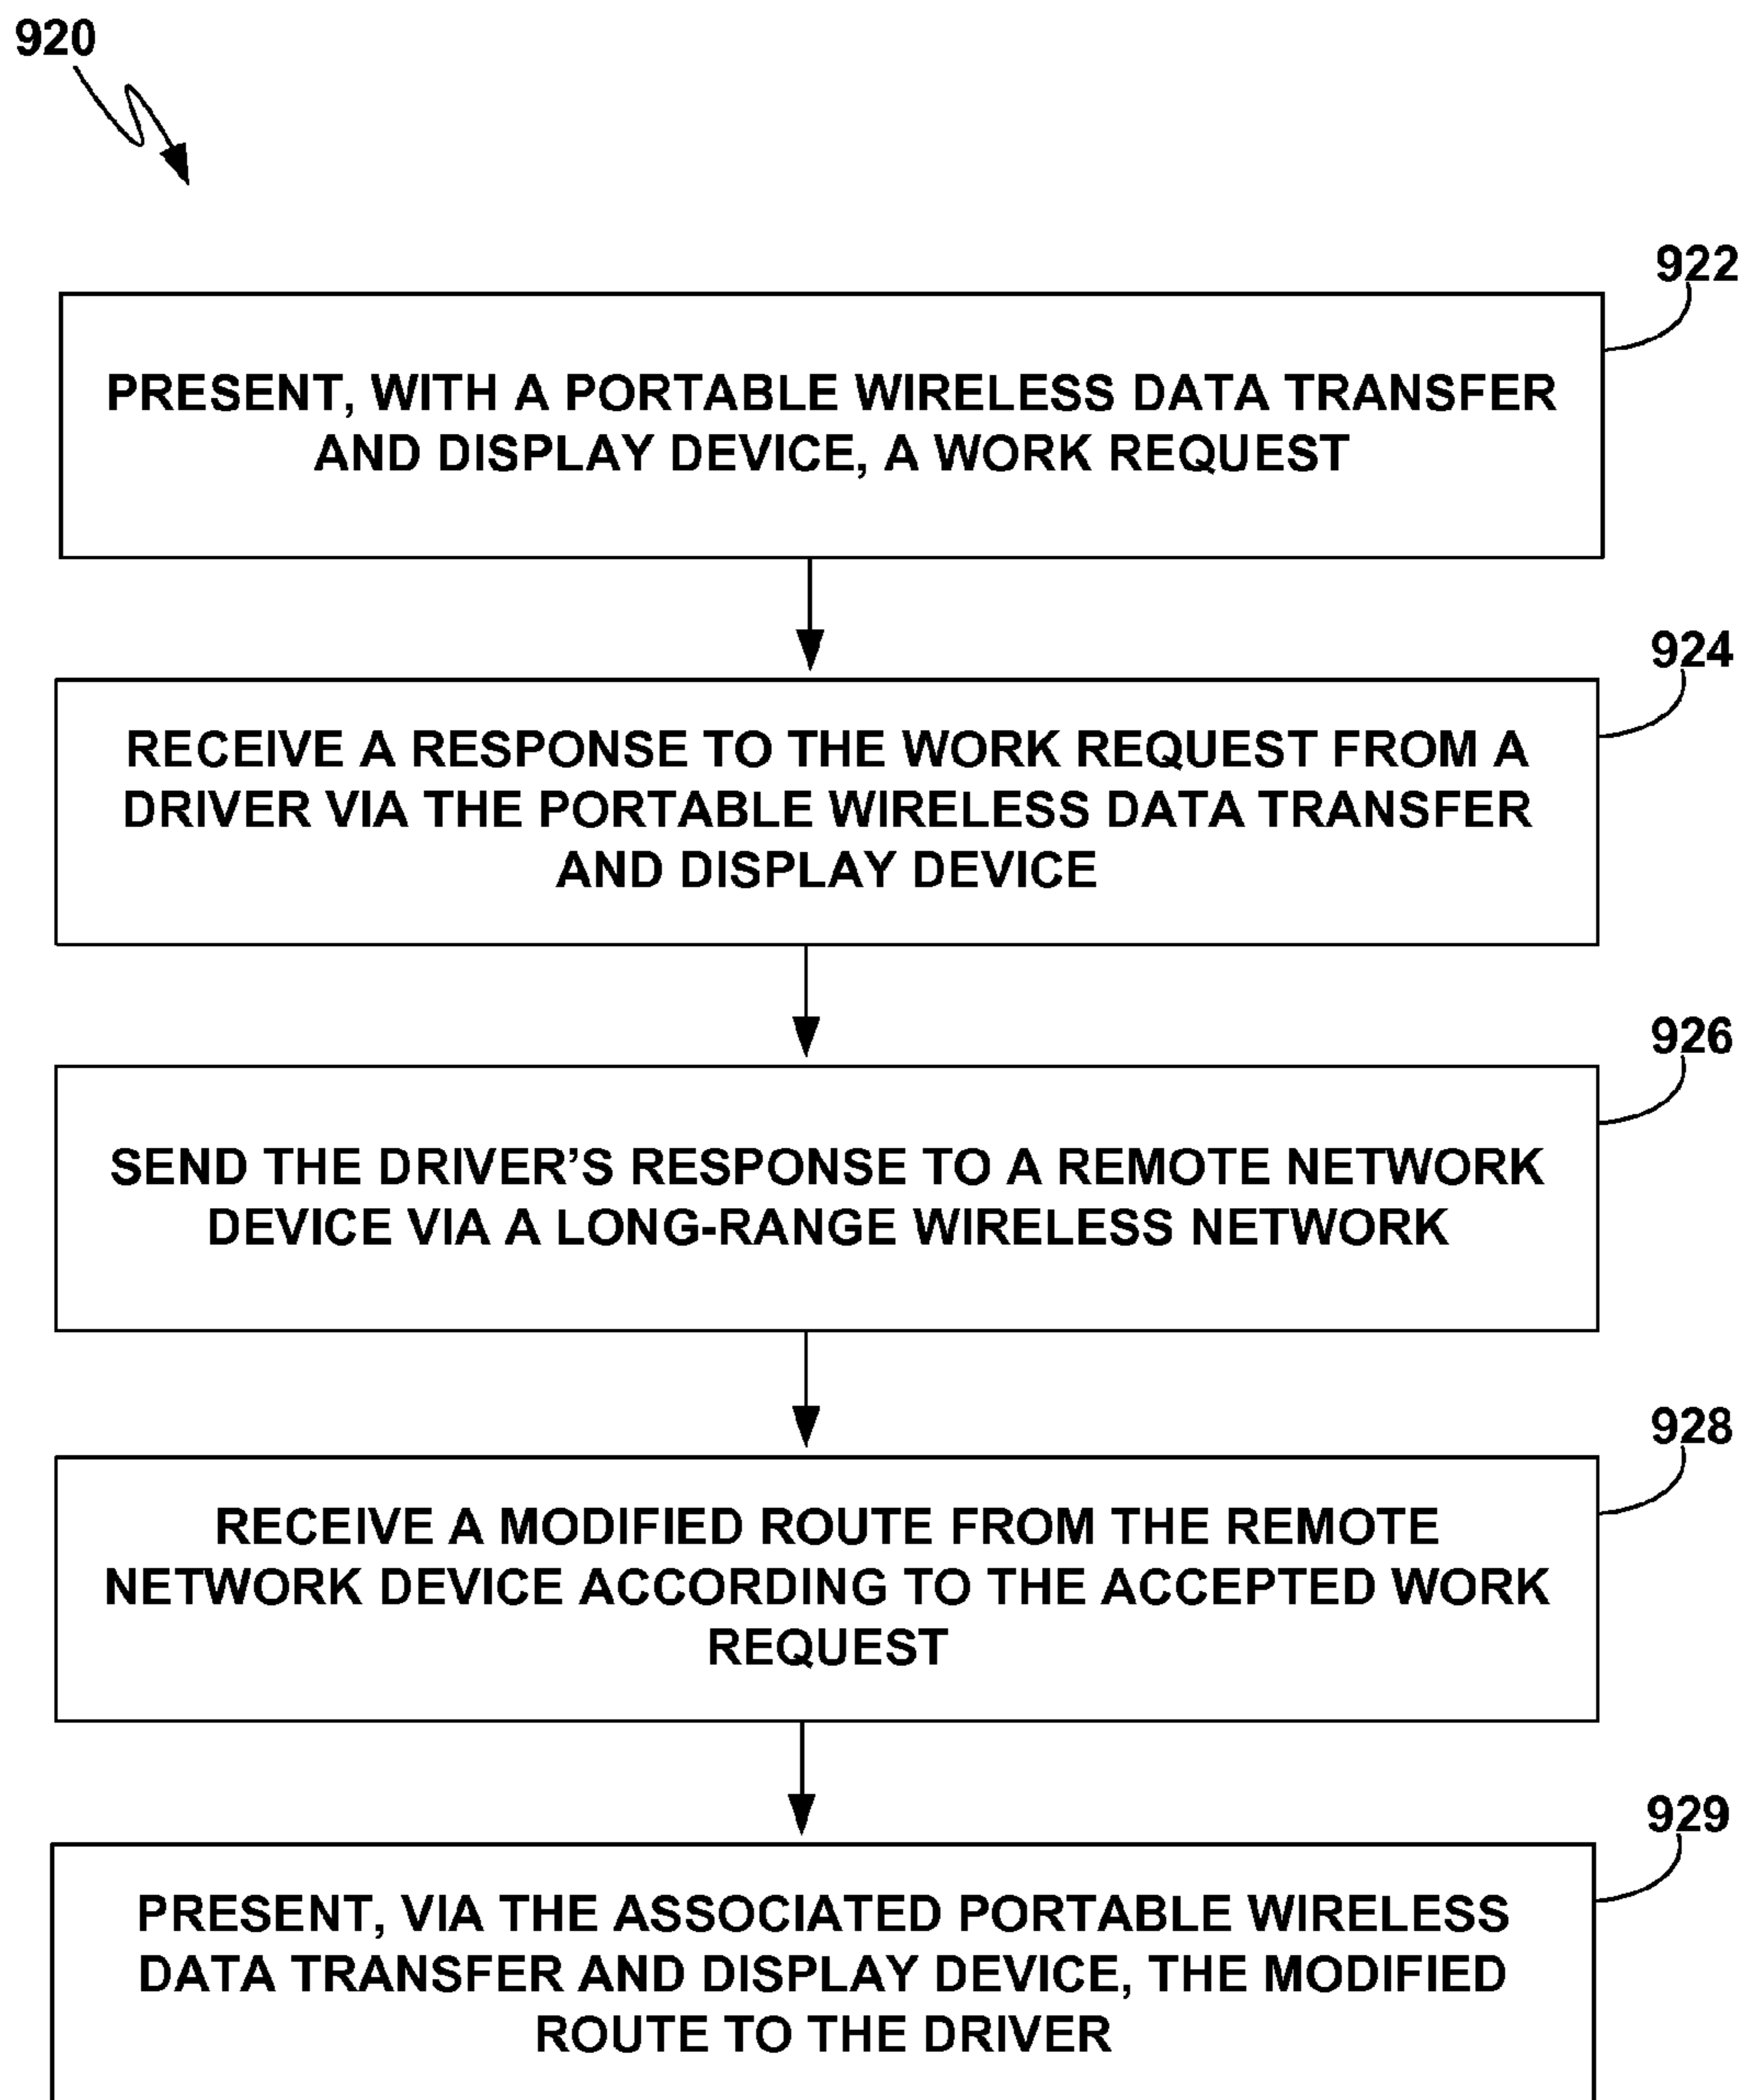 920
922
PRESENT, WITH A PORTABLE WIRELESS DATA TRANSFER
AND DISPLAY DEVICE, A WORK REQUEST
924
RECEIVE A RESPONSE TO THE WORK REQUEST FROM A
DRIVER VIA THE PORTABLE WIRELESS DATA TRANSFER
AND DISPLAY DEVICE
926
SEND THE DRIVER’S RESPONSE TO A REMOTE NETWORK
DEVICE VIA A LONG-RANGE WIRELESS NETWORK
928
RECEIVE A MODIFIED ROUTE FROM THE REMOTE
NETWORK DEVICE ACCORDING TO THE ACCEPTED WORK
REQUEST
929
PRESENT, VIA THE ASSOCIATED PORTABLE WIRELESS
DATA TRANSFER AND DISPLAY DEVICE, THE MODIFIED
ROUTE TO THE DRIVER